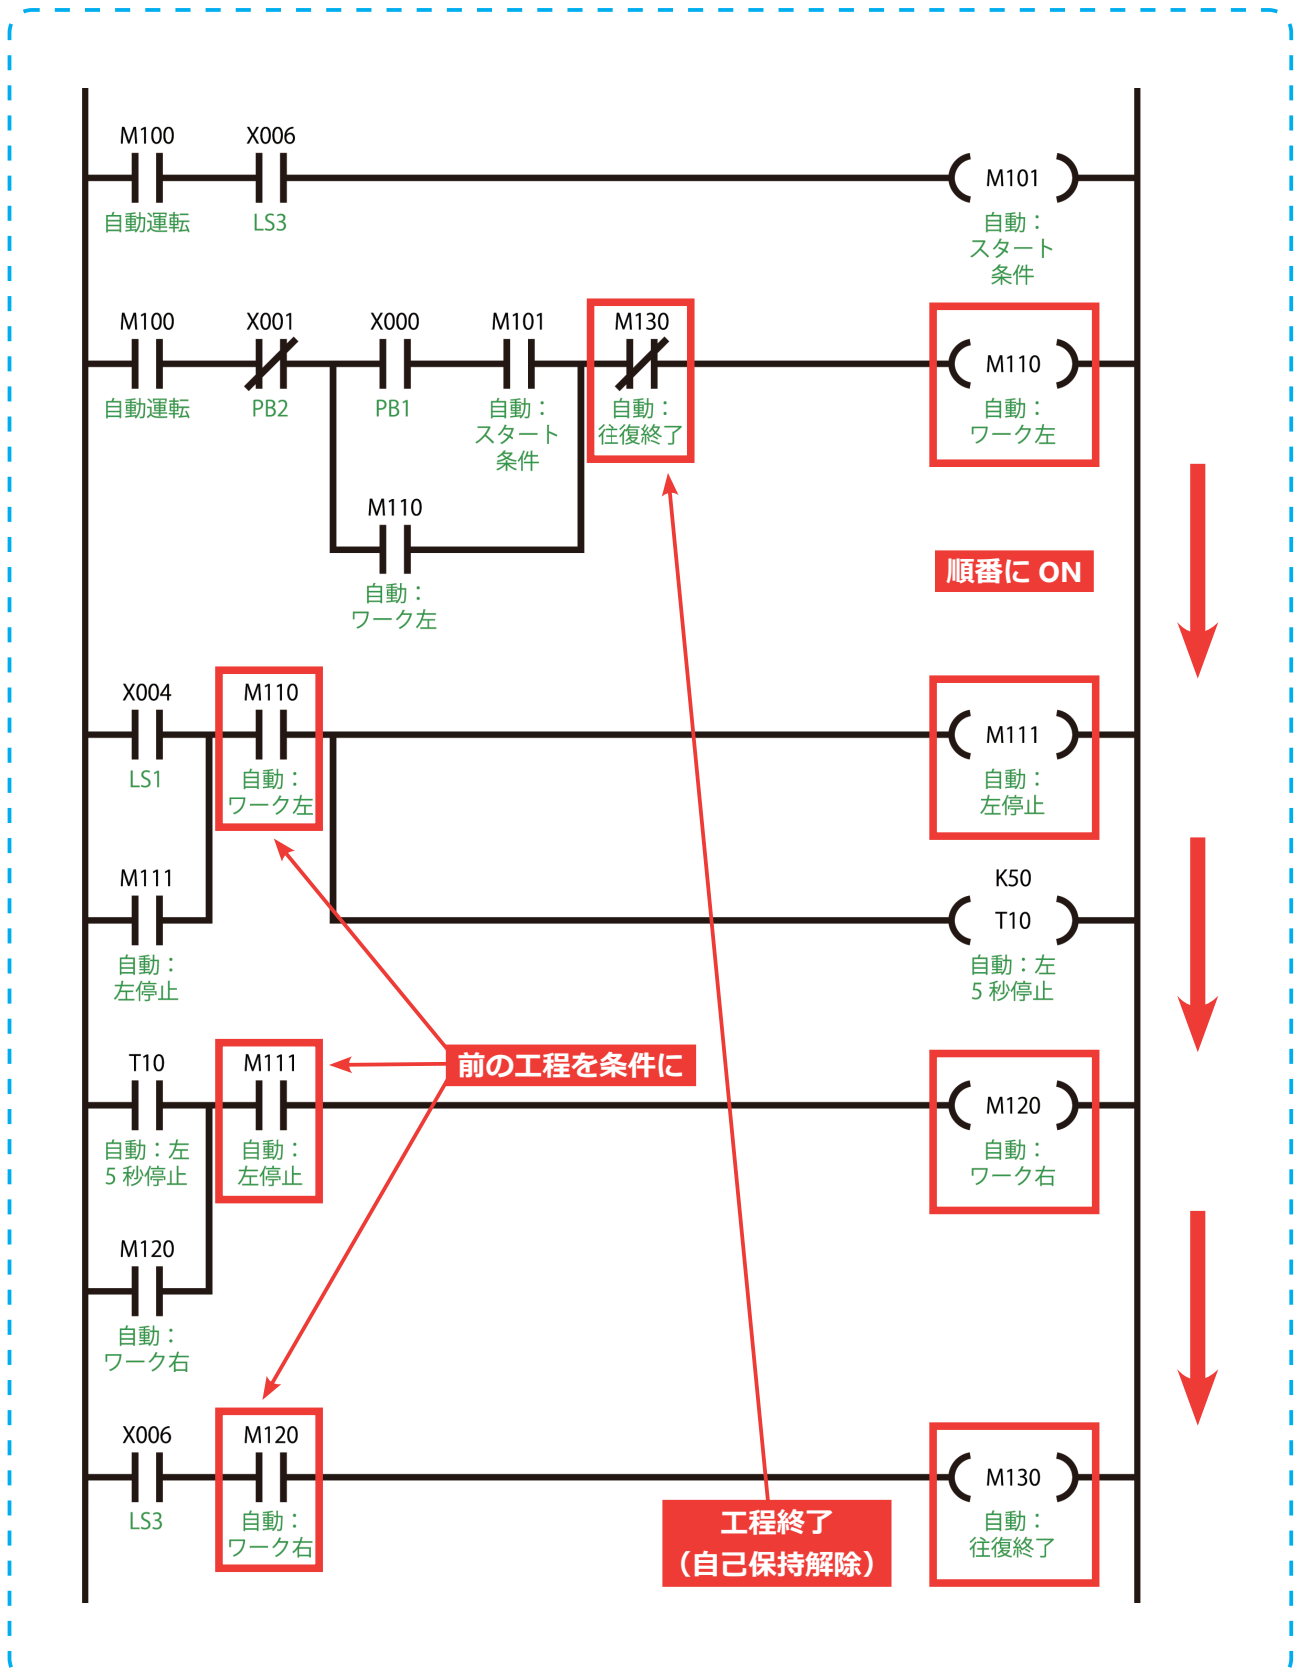 M100 X006
M101
自動運転 LS3
自動：
スタート
条件
M100 X001 X000 M101 M130
M110
自動運転 PB2 PB1
自動：
スタート
条件
自動：
往復終了
自動：
ワーク左
M110
自動：
ワーク左
順番に ON
X004 M110
M111
LS1
自動：
ワーク左
自動：
左停止
M111
K50
T10
自動：
左停止
自動：左
5 秒停止
前の工程を条件に
T10 M111
M120
自動：左
5 秒停止
自動：
左停止
自動：
ワーク右
M120
自動：
ワーク右
X006 M120
M130
LS3
自動：
ワーク右
自動：
往復終了
工程終了
（自己保持解除）